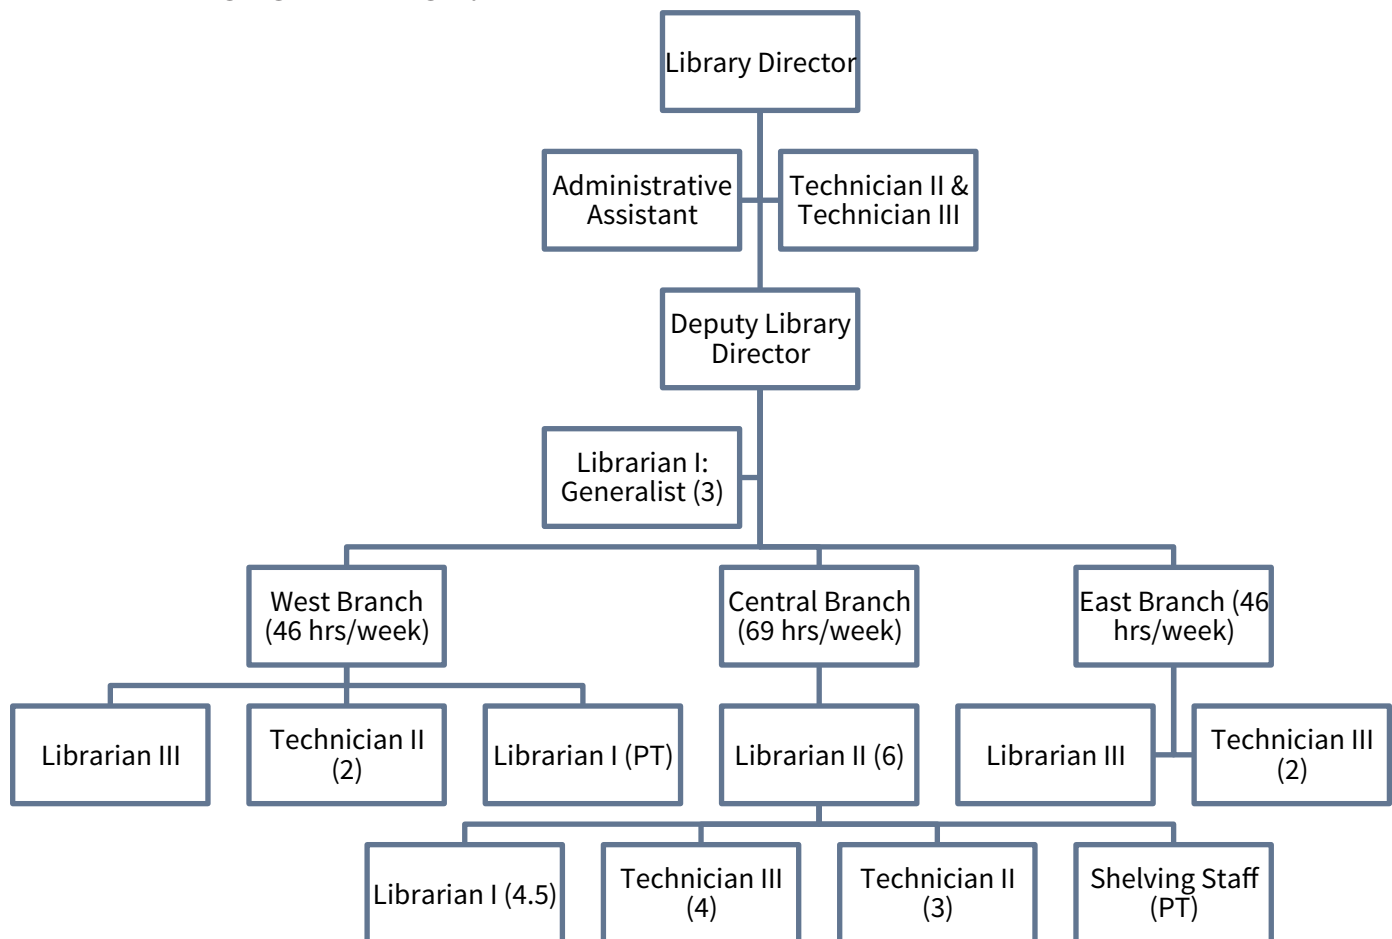 Library Director
Administrative
Assistant
Technician II &
Technician III
Deputy Library
Director
Librarian I:
Generalist (3)
West Branch
(46 hrs/week)
Central Branch
(69 hrs/week)
East Branch (46
hrs/week)
Librarian III
Technician II
(2)
Librarian I (PT)
Librarian II (6)
Librarian III
Technician III
(2)
Librarian I (4.5)
Technician III
(4)
Technician II
(3)
Shelving Staff
(PT)